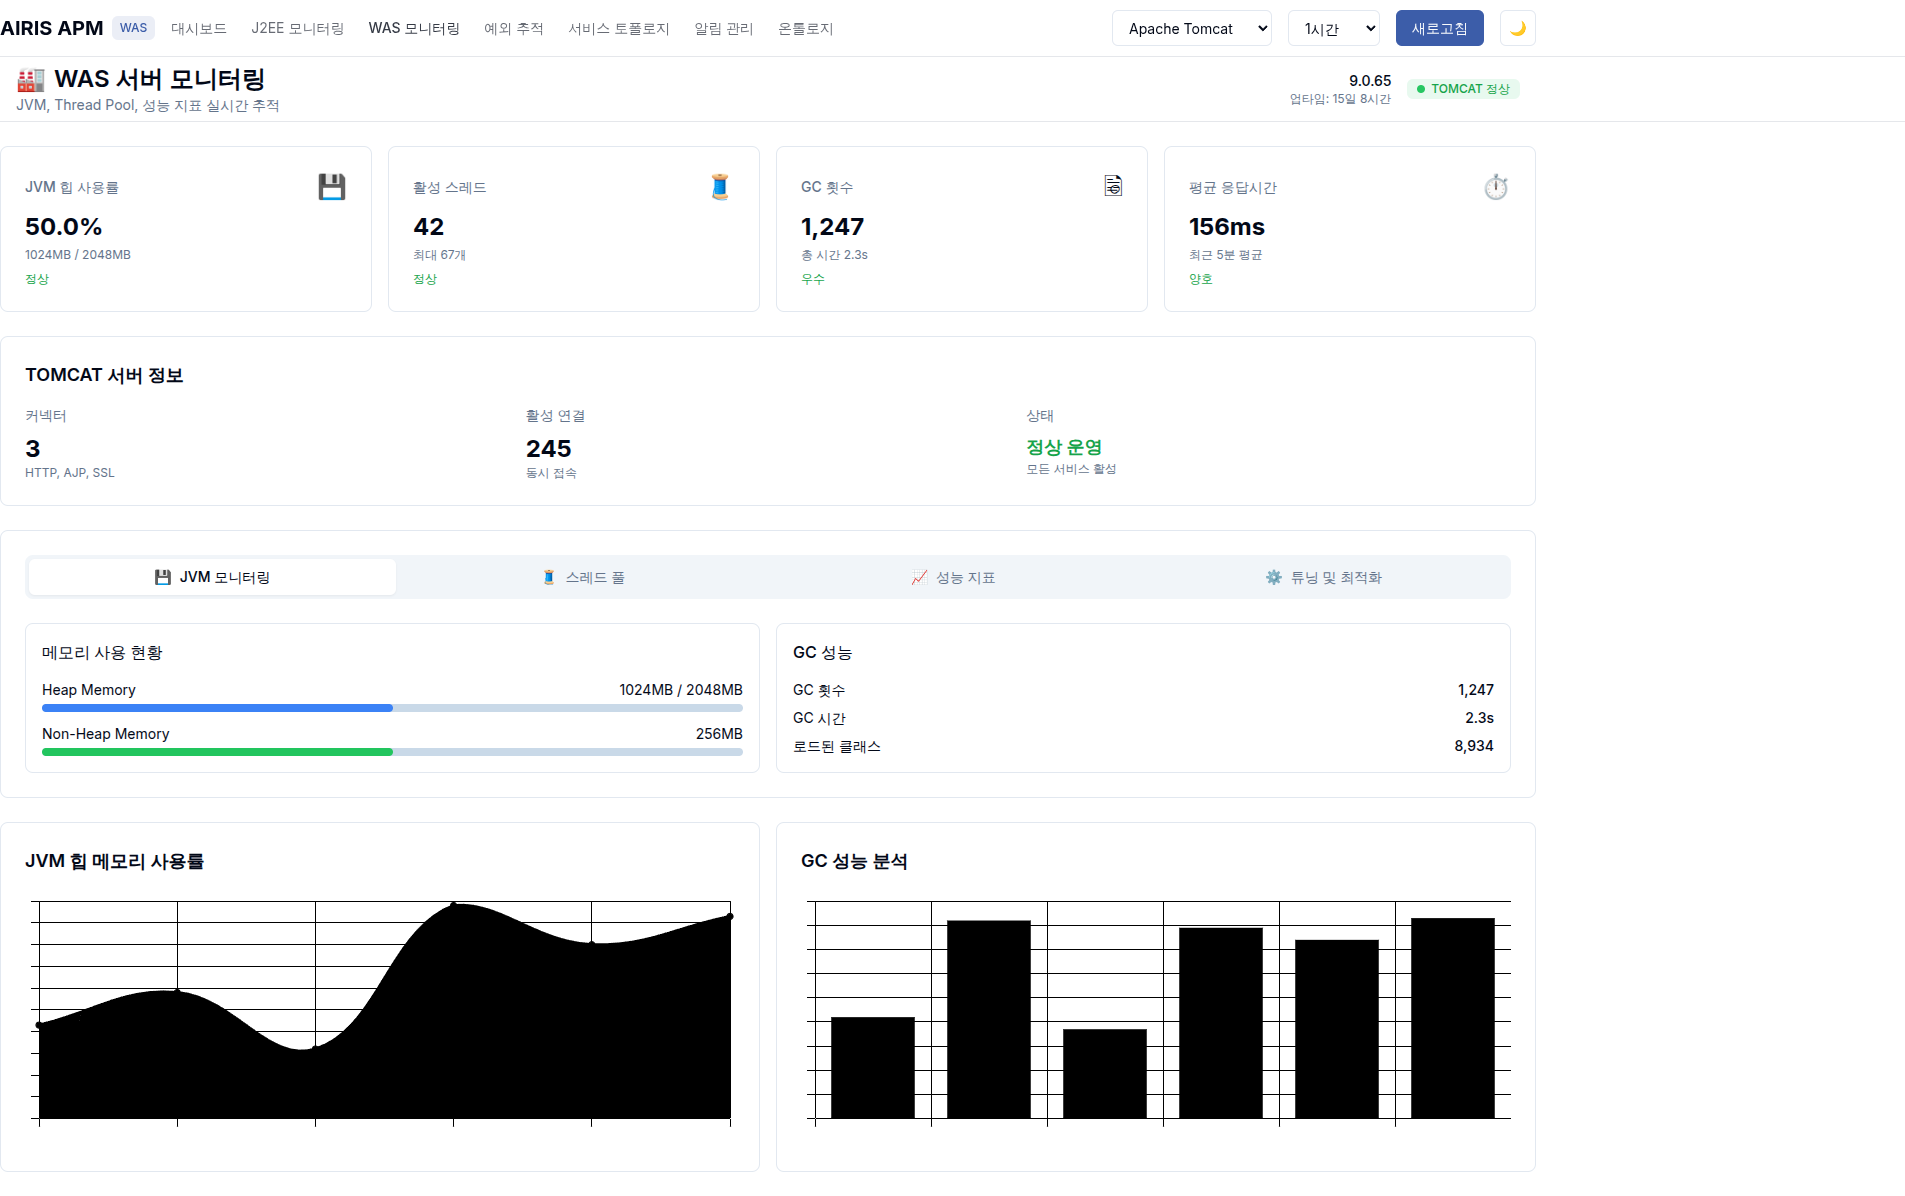 AIRIS APM WAS 대시보드 J2EE 모니터링 WAS 모니터링 예외 추적 서비스 토폴로지 알림 관리 온톨로지 Apache Tomcat 1시간 새로고침
WAS 서버 모니터링
JVM, Thread Pool, 성능 지표 실시간 추적
9.0.65
업타임: 15일 8시간
TOMCAT 정상
JVM 힙 사용률
50.0%
1024MB / 2048MB
정상
활성 스레드
42
최대 67개
정상
GC 횟수
1,247
총 시간 2.3s
우수
평균 응답시간
156ms
최근 5분 평균
양호
TOMCAT 서버 정보
커넥터
3
HTTP, AJP, SSL
활성 연결
245
동시 접속
상태
정상 운영
모든 서비스 활성
JVM 모니터링 스레드 풀 성능 지표 튜닝 및 최적화
메모리 사용 현황
Heap Memory 1024MB / 2048MB
Non-Heap Memory 256MB
GC 성능
GC 횟수 1,247
GC 시간 2.3s
로드된 클래스 8,934
JVM 힙 메모리 사용률
GC 성능 분석